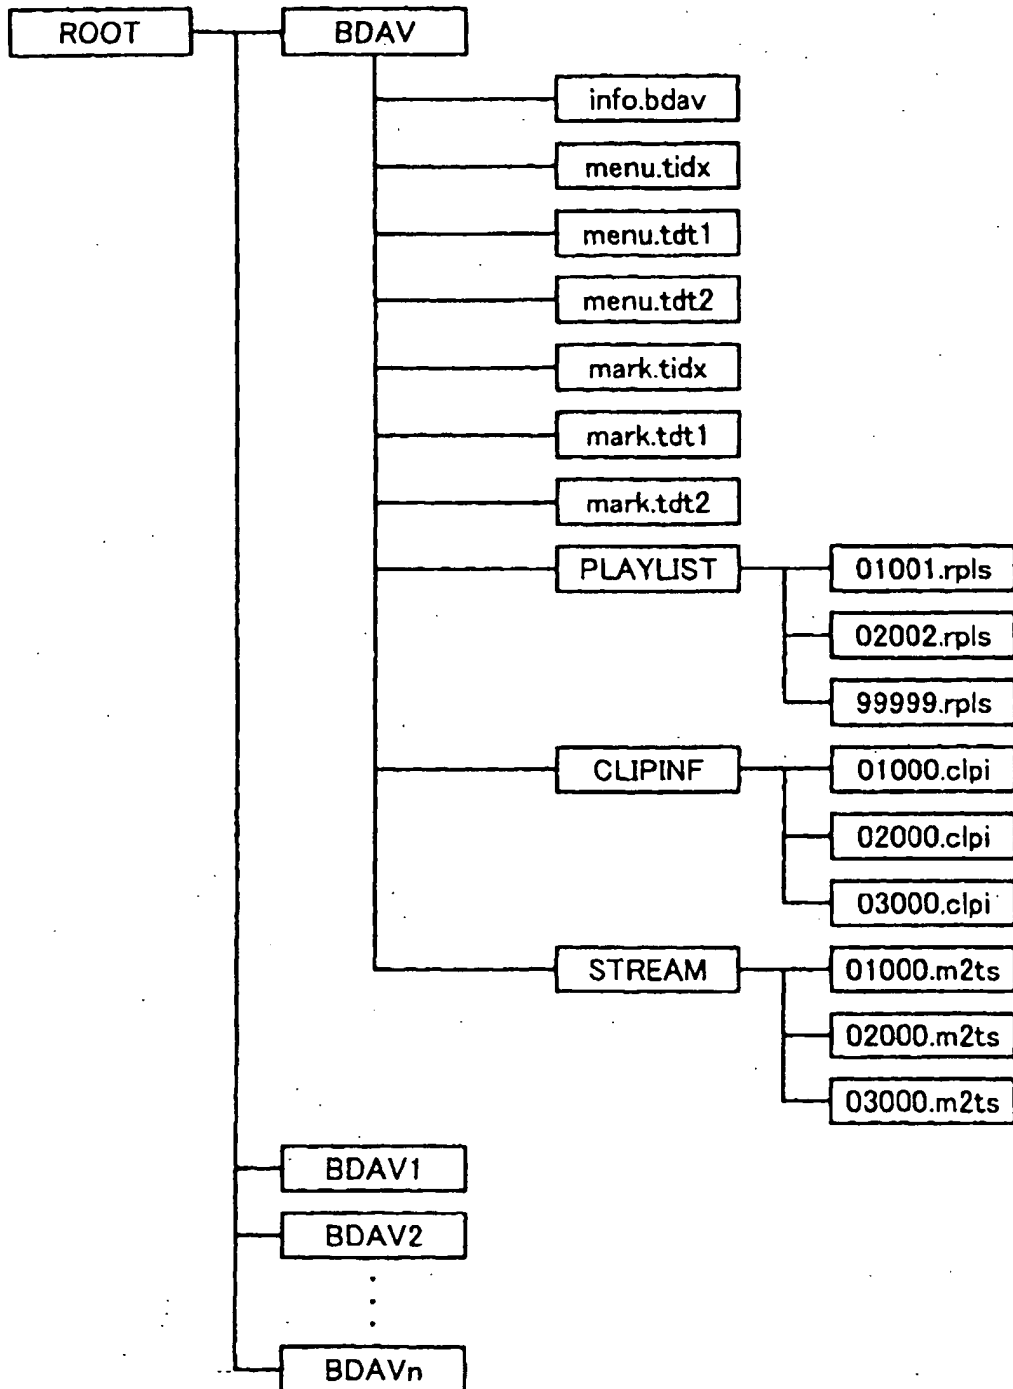 ROOT
BDAV
info.bdav
menu.tidx
menu.tdt1
menu.tdt2
mark.tidx
mark.tdt1
mark.tdt2
PLAYLIST
01001.rpls
02002.rpls
99999.rpls
CLIPINF
01000.clpi
02000.clpi
03000.clpi
STREAM
01000.m2ts
02000.m2ts
03000.m2ts
BDAV1
BDAV2
BDAVn